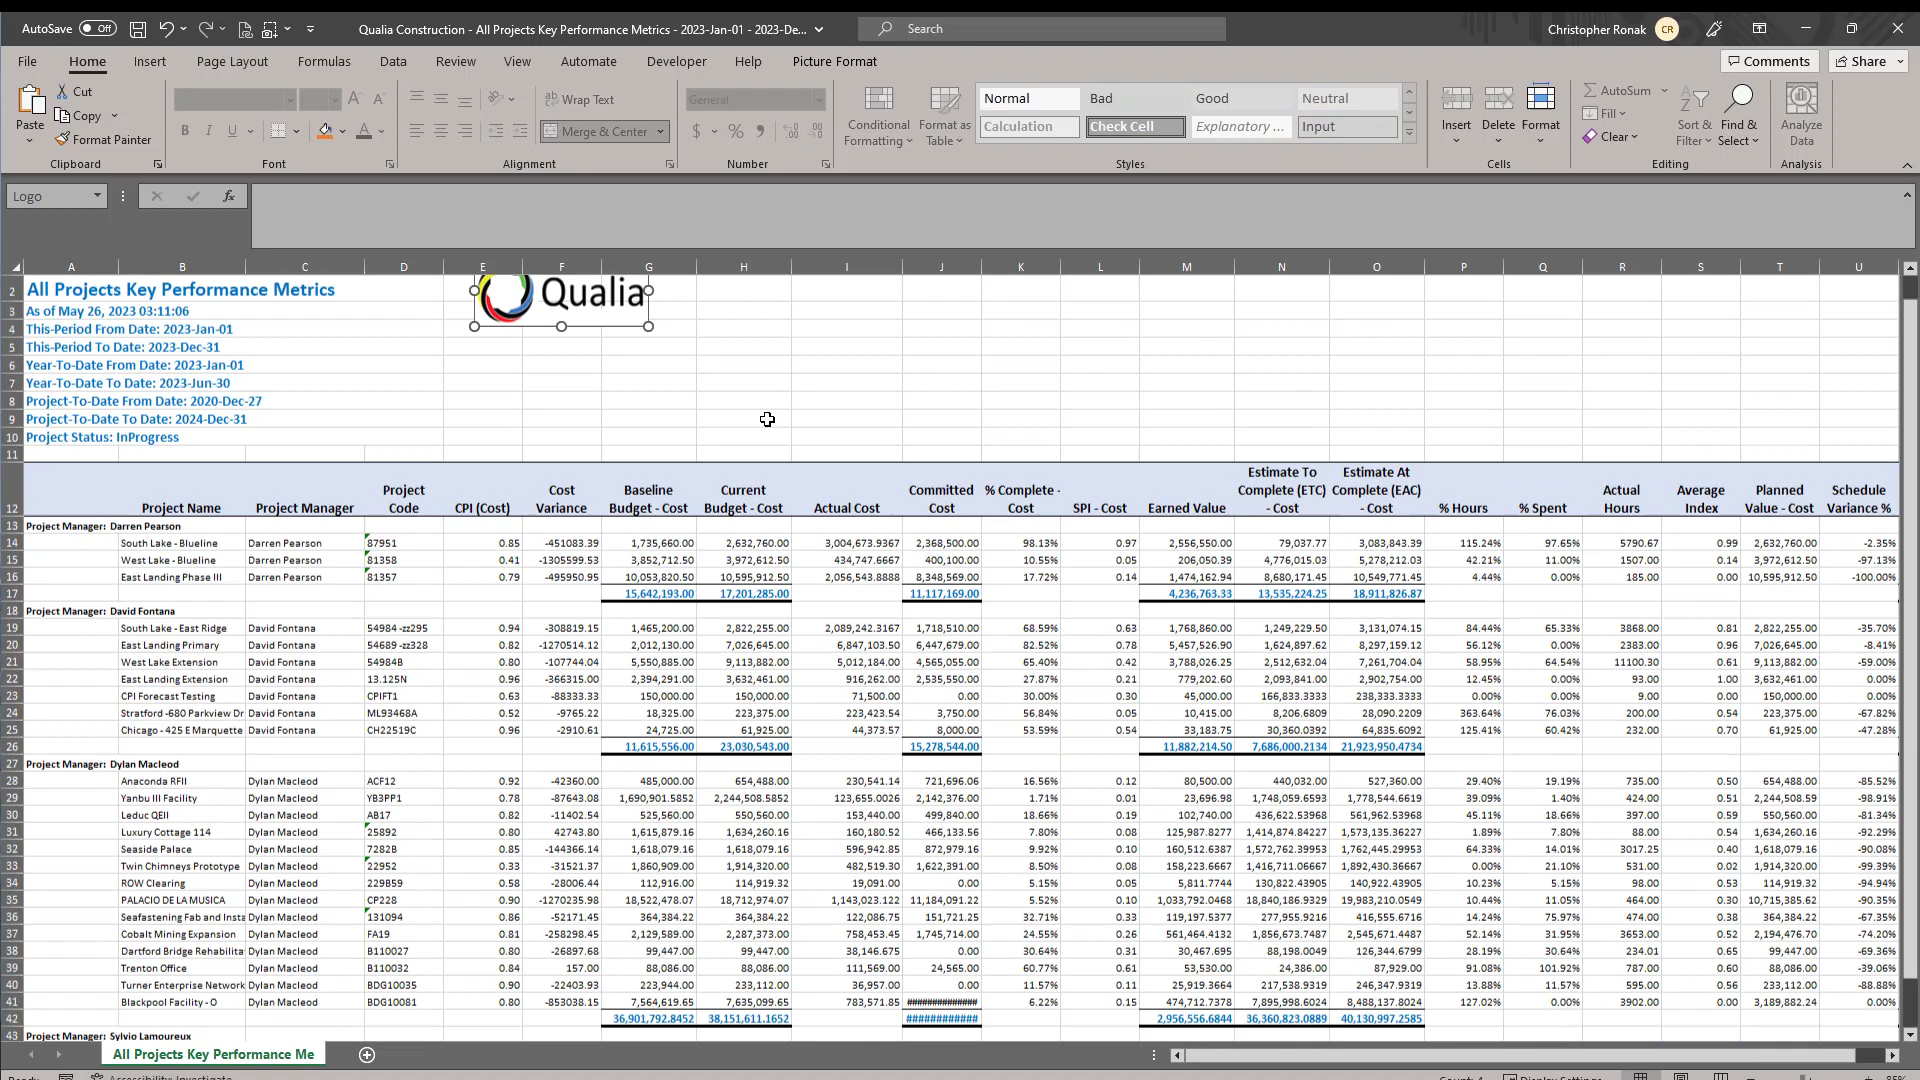 AutoSave Off Qualia Construction - All Projects Key Performance Metrics - 2023-Jan-01 - 2023-De... Search Christopher Ronak CR
File Home Insert Page Layout Formulas Data Review View Automate Developer Help Picture Format Comments Share
Paste Cut Copy Format Painter
B I U
Wrap Text Merge & Center
General $ %
Conditional Formatting Format as Table
Normal Bad Good Neutral
Calculation Check Cell Explanatory ... Input
Insert Delete Format
AutoSum Fill Clear Sort & Filter Find & Select
Analyze Data
Clipboard Font Alignment Number Styles Cells Editing Analysis
Logo fx
A B C D E F G H I J K L M N O P Q R S T U
2 All Projects Key Performance Metrics Qualia
3 As of May 26, 2023 03:11:06
4 This-Period From Date: 2023-Jan-01
5 This-Period To Date: 2023-Dec-31
6 Year-To-Date From Date: 2023-Jan-01
7 Year-To-Date To Date: 2023-Jun-30
8 Project-To-Date From Date: 2020-Dec-27
9 Project-To-Date To Date: 2024-Dec-31
10 Project Status: InProgress
11
12 Project Name Project Manager Project Code CPI (Cost) Cost Variance Baseline Budget - Cost Current Budget - Cost Actual Cost Committed Cost % Complete - Cost SPI - Cost Earned Value Estimate To Complete (ETC) - Cost Estimate At Complete (EAC) - Cost % Hours % Spent Actual Hours Average Index Planned Value - Cost Schedule Variance %
13 Project Manager: Darren Pearson
14 South Lake - Blueline Darren Pearson 87951 0.85 -451083.39 1,735,660.00 2,632,760.00 3,004,673.9367 2,368,500.00 98.13% 0.97 2,556,550.00 79,037.77 3,083,843.39 115.24% 97.65% 5790.67 0.99 2,632,760.00 -2.35%
15 West Lake - Blueline Darren Pearson 81358 0.41 -1305599.53 3,852,712.50 3,972,612.50 434,747.6667 400,100.00 10.55% 0.05 206,050.39 4,776,015.03 5,278,212.03 42.21% 11.00% 1507.00 0.14 3,972,612.50 -97.13%
16 East Landing Phase III Darren Pearson 81357 0.79 -495950.95 10,053,820.50 10,595,912.50 2,056,543.8888 8,348,569.00 17.72% 0.14 1,474,162.94 8,680,171.45 10,549,771.45 4.44% 0.00% 185.00 0.00 10,595,912.50 -100.00%
17 15,642,193.00 17,201,285.00 11,117,169.00 4,236,763.33 13,535,224.25 18,911,826.87
18 Project Manager: David Fontana
19 South Lake - East Ridge David Fontana 54984 -zz295 0.94 -308819.15 1,465,200.00 2,822,255.00 2,089,242.3167 1,718,510.00 68.59% 0.63 1,768,860.00 1,249,229.50 3,131,074.15 84.44% 65.33% 3868.00 0.81 2,822,255.00 -35.70%
20 East Landing Primary David Fontana 54689 -zz328 0.82 -1270514.12 2,012,130.00 7,026,645.00 6,847,103.50 6,447,679.00 82.52% 0.78 5,457,526.90 1,624,897.62 8,297,159.12 56.12% 0.00% 2383.00 0.96 7,026,645.00 -8.41%
21 West Lake Extension David Fontana 54984B 0.80 -107744.04 5,550,885.00 9,113,882.00 5,012,184.00 4,565,055.00 65.40% 0.42 3,788,026.25 2,512,632.04 7,261,704.04 58.95% 64.54% 11100.30 0.61 9,113,882.00 -59.00%
22 East Landing Extension David Fontana 13.125N 0.96 -366315.00 2,394,291.00 3,632,461.00 916,262.00 2,535,550.00 27.87% 0.21 779,202.60 2,093,841.00 2,902,754.00 12.45% 0.00% 93.00 1.00 3,632,461.00 0.00%
23 CPI Forecast Testing David Fontana CPIFT1 0.63 -88333.33 150,000.00 150,000.00 71,500.00 0.00 30.00% 0.30 45,000.00 166,833.3333 238,333.3333 0.00% 0.00% 9.00 0.00 150,000.00 0.00%
24 Stratford -680 Parkview Dr David Fontana ML93468A 0.52 -9765.22 18,325.00 223,375.00 223,423.54 3,750.00 56.84% 0.05 10,415.00 8,206.6809 28,090.2209 363.64% 76.03% 200.00 0.54 223,375.00 -67.82%
25 Chicago - 425 E Marquette David Fontana CH22519C 0.96 -2910.61 24,725.00 61,925.00 44,373.57 8,000.00 53.59% 0.54 33,183.75 30,360.0392 64,835.6092 125.41% 60.42% 232.00 0.70 61,925.00 -47.28%
26 11,615,556.00 23,030,543.00 15,278,544.00 11,882,214.50 7,686,000.2134 21,923,950.4734
27 Project Manager: Dylan Macleod
28 Anaconda RFII Dylan Macleod ACF12 0.92 -42360.00 485,000.00 654,488.00 230,541.14 721,696.06 16.56% 0.12 80,500.00 440,032.00 527,360.00 29.40% 19.19% 735.00 0.50 654,488.00 -85.52%
29 Yanbu III Facility Dylan Macleod YB3PP1 0.78 -87643.08 1,690,901.5852 2,244,508.5852 123,655.0026 2,142,376.00 1.71% 0.01 23,696.98 1,748,059.6593 1,778,544.6619 39.09% 1.40% 424.00 0.51 2,244,508.59 -98.91%
30 Leduc QEII Dylan Macleod AB17 0.82 -11402.54 525,560.00 550,560.00 153,440.00 499,840.00 18.66% 0.19 102,740.00 436,622.53968 561,962.53968 45.11% 18.66% 397.00 0.59 550,560.00 -81.34%
31 Luxury Cottage 114 Dylan Macleod 25892 0.80 42743.80 1,615,879.16 1,634,260.16 160,180.52 466,133.56 7.80% 0.08 125,987.8277 1,414,874.84227 1,573,135.36227 1.89% 7.80% 88.00 0.54 1,634,260.16 -92.29%
32 Seaside Palace Dylan Macleod 7282B 0.85 -144366.14 1,618,079.16 1,618,079.16 596,942.85 872,979.16 9.92% 0.10 160,512.6387 1,572,762.39953 1,762,445.29953 64.33% 14.01% 3017.25 0.40 1,618,079.16 -90.08%
33 Twin Chimneys Prototype Dylan Macleod 22952 0.33 -31521.37 1,860,909.00 1,914,320.00 482,519.30 1,622,391.00 8.50% 0.08 158,223.6667 1,416,711.06667 1,892,430.36667 0.00% 21.10% 531.00 0.02 1,914,320.00 -99.39%
34 ROW Clearing Dylan Macleod 229B59 0.58 -28006.44 112,916.00 114,919.32 19,091.00 0.00 5.15% 0.05 5,811.7744 130,822.43905 140,922.43905 10.23% 5.15% 98.00 0.53 114,919.32 -94.94%
35 PALACIO DE LA MUSICA Dylan Macleod CP228 0.90 -1270235.98 18,522,478.07 18,712,974.07 1,143,023.122 11,184,091.22 5.52% 0.10 1,033,792.0468 18,840,186.9329 19,983,210.0549 10.44% 11.05% 464.00 0.30 10,715,385.62 -90.35%
36 Seafastening Fab and Insta Dylan Macleod 131094 0.86 -52171.45 364,384.22 364,384.22 122,086.75 151,721.25 32.71% 0.33 119,197.5377 277,955.9216 416,555.6716 14.24% 75.97% 474.00 0.38 364,384.22 -67.35%
37 Cobalt Mining Expansion Dylan Macleod FA19 0.81 -258298.45 2,129,589.00 2,287,373.00 758,453.45 1,745,714.00 24.55% 0.26 561,464.4132 1,856,673.7487 2,545,671.4487 52.14% 31.95% 3653.00 0.52 2,194,476.70 -74.20%
38 Dartford Bridge Rehabilita Dylan Macleod B110027 0.80 -26897.68 99,447.00 99,447.00 38,146.675 0.00 30.64% 0.31 30,467.695 88,198.0049 126,344.6799 28.19% 30.64% 234.01 0.65 99,447.00 -69.36%
39 Trenton Office Dylan Macleod B110032 0.84 157.00 88,086.00 88,086.00 111,569.00 24,565.00 60.77% 0.61 53,530.00 24,386.00 87,929.00 91.08% 101.92% 787.00 0.60 88,086.00 -39.06%
40 Turner Enterprise Network Dylan Macleod BDG10035 0.90 -22403.93 223,944.00 233,112.00 36,957.00 0.00 11.57% 0.11 25,919.3664 217,538.9319 246,347.9319 13.88% 11.57% 595.00 0.56 233,112.00 -88.88%
41 Blackpool Facility - O Dylan Macleod BDG10081 0.80 -853038.15 7,564,619.65 7,635,099.65 783,571.85 ############## 6.22% 0.15 474,712.7378 7,895,998.6024 8,488,137.8024 127.02% 0.00% 3902.00 0.00 3,189,882.24 0.00%
42 36,901,792.8452 38,151,611.1652 ############ 2,956,556.6844 36,360,823.0889 40,130,997.2585
43 Project Manager: Sylvio Lamoureux
All Projects Key Performance Me